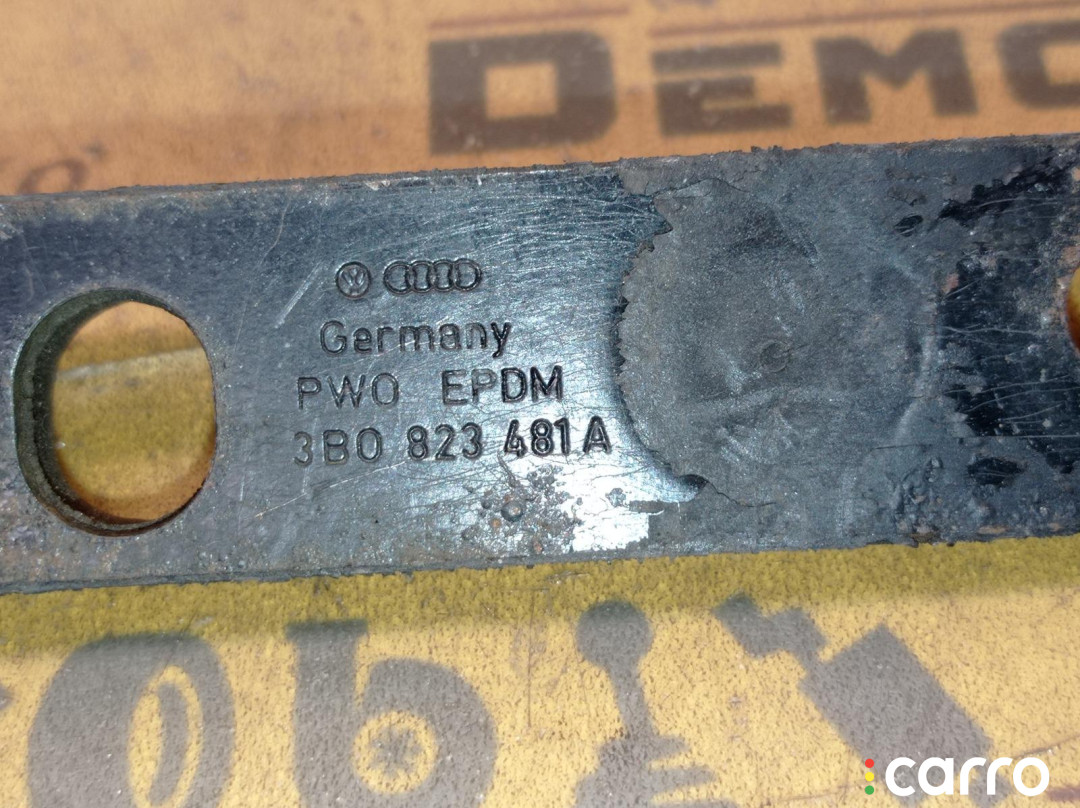 DEMO
Germany
PWO EPDM
3B0 823 481A
carro